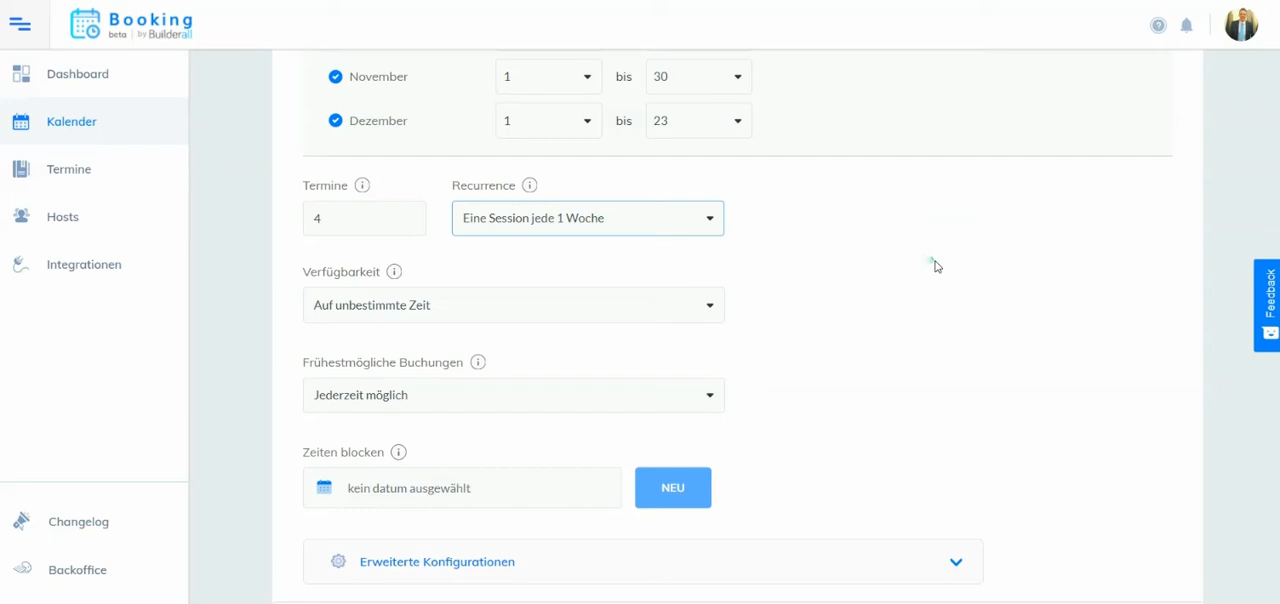 Booking
beta | by Builderall
Dashboard
Kalender
Termine
Hosts
Integrationen
Changelog
Backoffice
November 1 bis 30
Dezember 1 bis 23
Termine Recurrence
4 Eine Session jede 1 Woche
Verfügbarkeit
Auf unbestimmte Zeit
Frühestmögliche Buchungen
Jederzeit möglich
Zeiten blocken
kein datum ausgewählt NEU
Erweiterte Konfigurationen
Feedback